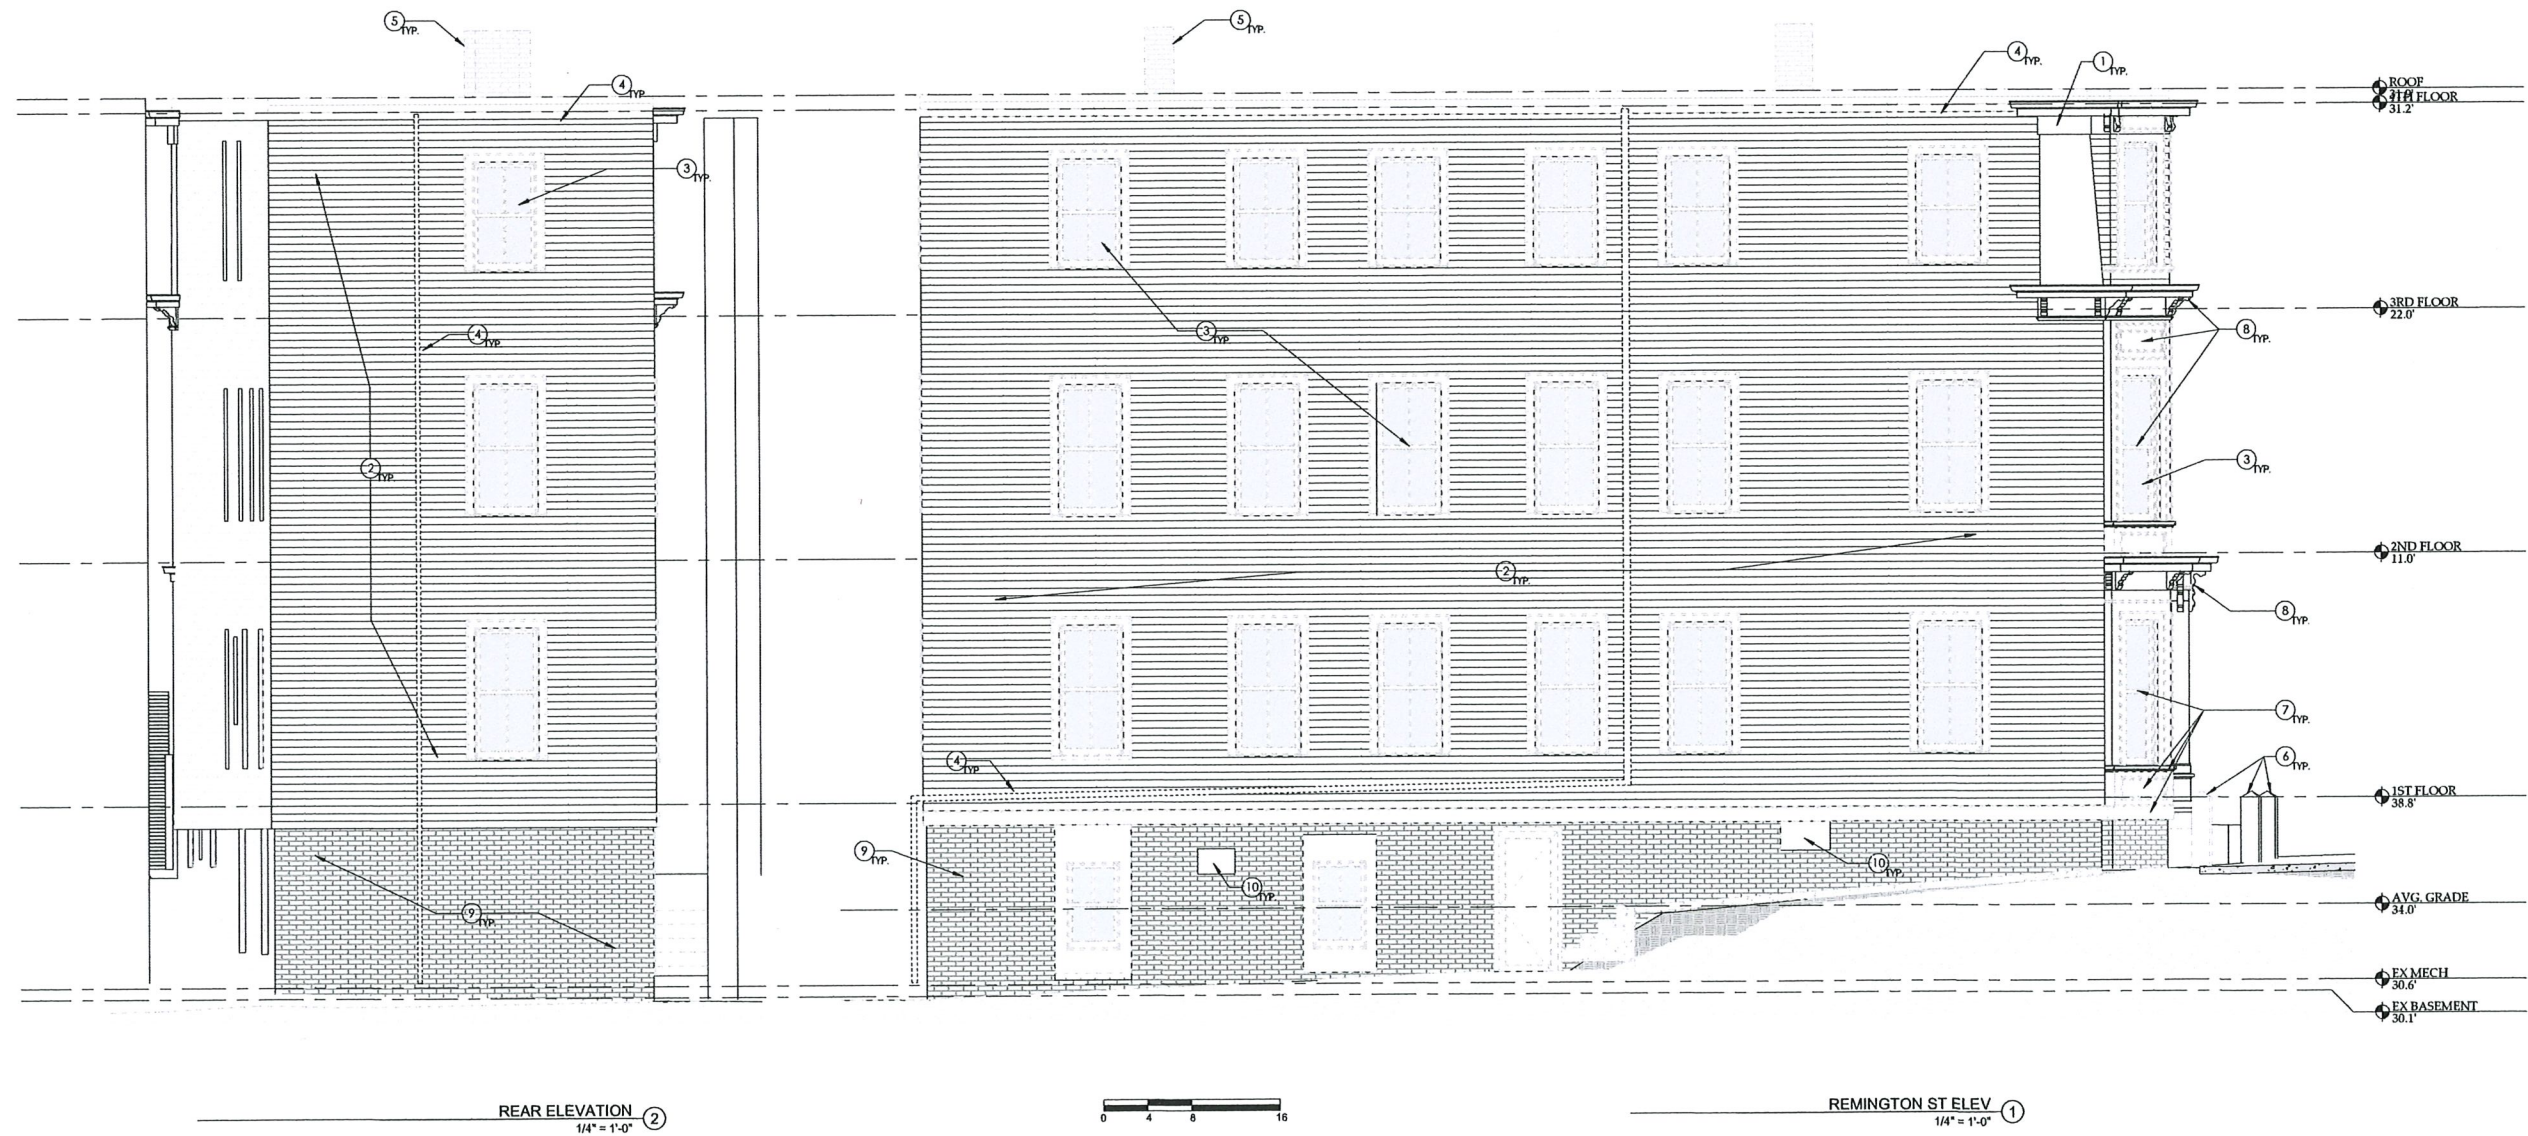 5
TYP.
5
TYP.
4
TYP.
1
TYP.
4
TYP
3
TYP.
ROOF
4TH FLOOR
31.2'
3
TYP
3RD FLOOR
22.0'
8
TYP.
4
TYP
2
TYP.
3
TYP.
2ND FLOOR
11.0'
2
TYP.
8
TYP.
7
TYP.
4
TYP
6
TYP.
1ST FLOOR
38.8'
9
TYP.
10
TYP.
10
TYP.
9
TYP.
AVG. GRADE
34.0'
EX MECH
30.6'
EX BASEMENT
30.1'
REAR ELEVATION 2
1/4" = 1'-0"
0 4 8 16
REMINGTON ST ELEV 1
1/4" = 1'-0"